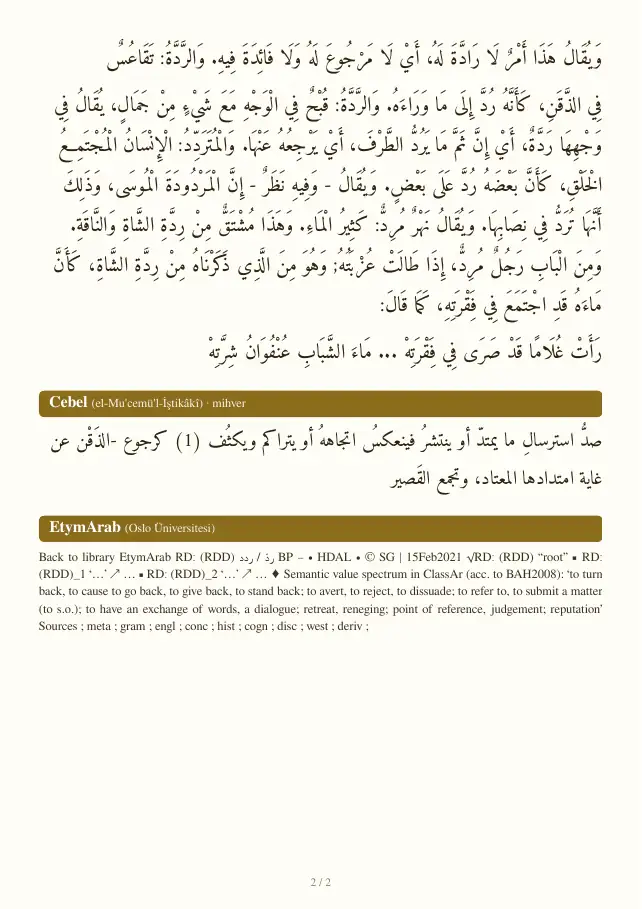 وَيُقَالُ هَذَا أَمْرٌ لَا رَادَّةَ لَهُ، أَيْ لَا مَرْجُوعَ لَهُ وَلَا فَائِدَةَ فِيهِ. وَالرَّدَّةُ: تَقَاعُسٌ
فِي الذَّقَنِ، كَأَنَّهُ رُدَّ إِلَى مَا وَرَاءَهُ. وَالرَّدَّةُ: قُبْحٌ فِي الْوَجْهِ مَعَ شَيْءٍ مِنْ جَمَالٍ، يُقَالُ فِي
وَجْهِهَا رَدَّةٌ، أَيْ إِنَّ ثَمَّ مَا يَرُدُّ الطَّرْفَ، أَيْ يَرْجِعُهُ عَنْهَا. وَالْمُتَرَدِّدُ: الْإِنْسَانُ الْمُجْتَمِعُ
الْخَلْقِ، كَأَنَّ بَعْضَهُ رُدَّ عَلَى بَعْضٍ. وَيُقَالُ - وَفِيهِ نَظَرٌ - إِنَّ الْمَرْدُودَةَ الْمُوسَى، وَذَلِكَ
أَنَّهَا تُرَدُّ فِي نِصَابِهَا. وَيُقَالُ نَهْرٌ مُرِدٌّ: كَثِيرُ الْمَاءِ. وَهَذَا مُشْتَقٌّ مِنْ رِدَّةِ الشَّاةِ وَالنَّاقَةِ.
وَمِنَ الْبَابِ رَجُلٌ مُرِدٌّ، إِذَا طَالَتْ عُزْبَتُهُ; وَهُوَ مِنَ الَّذِي ذَكَرْنَاهُ مِنْ رِدَّةِ الشَّاةِ، كَأَنَّ
مَاءَهُ قَدِ اجْتَمَعَ فِي فِقْرَتِهِ، كَمَا قَالَ:
رَأَتْ غُلَامًا قَدْ صَرَى فِي فِقْرَتِهْ ... مَاءَ الشَّبَابِ عُنْفُوَانُ شِرَّتِهْ
Cebel (el-Mu'cemü'l-İştikâkî) · mihver
صدُّ استرسالِ ما يمتدّ أو ينتشرُ فينعكسُ اتجاههُ أو يتراكم ويكثُف (1) كرجوع -الذَقْن عن
غاية امتدادها المعتاد، وتجمع القَصير
EtymArab (Oslo Üniversitesi)
Back to library EtymArab RD: (RDD) رذ / ردد BP – • HDAL • © SG | 15Feb2021 √RD: (RDD) “root” ▪ RD:
(RDD)_1 ‘…’ ↗ … ▪ RD: (RDD)_2 ‘…’ ↗ … ♦ Semantic value spectrum in ClassAr (acc. to BAH2008): ‘to turn
back, to cause to go back, to give back, to stand back; to avert, to reject, to dissuade; to refer to, to submit a matter
(to s.o.); to have an exchange of words, a dialogue; retreat, reneging; point of reference, judgement; reputation’
Sources ; meta ; gram ; engl ; conc ; hist ; cogn ; disc ; west ; deriv ;
2 / 2